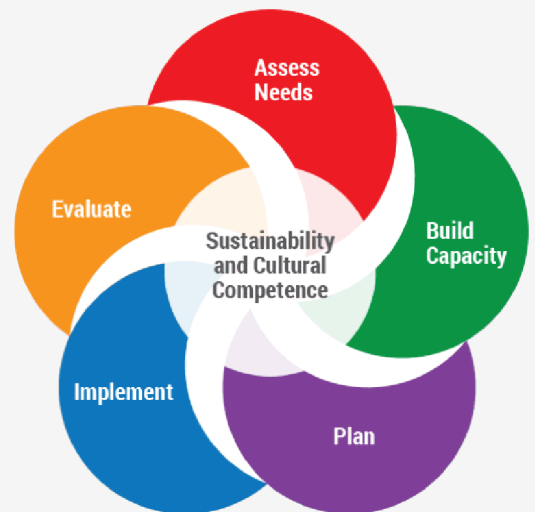 Assess
Needs
Build
Capacity
Plan
Implement
Evaluate
Sustainability
and Cultural
Competence